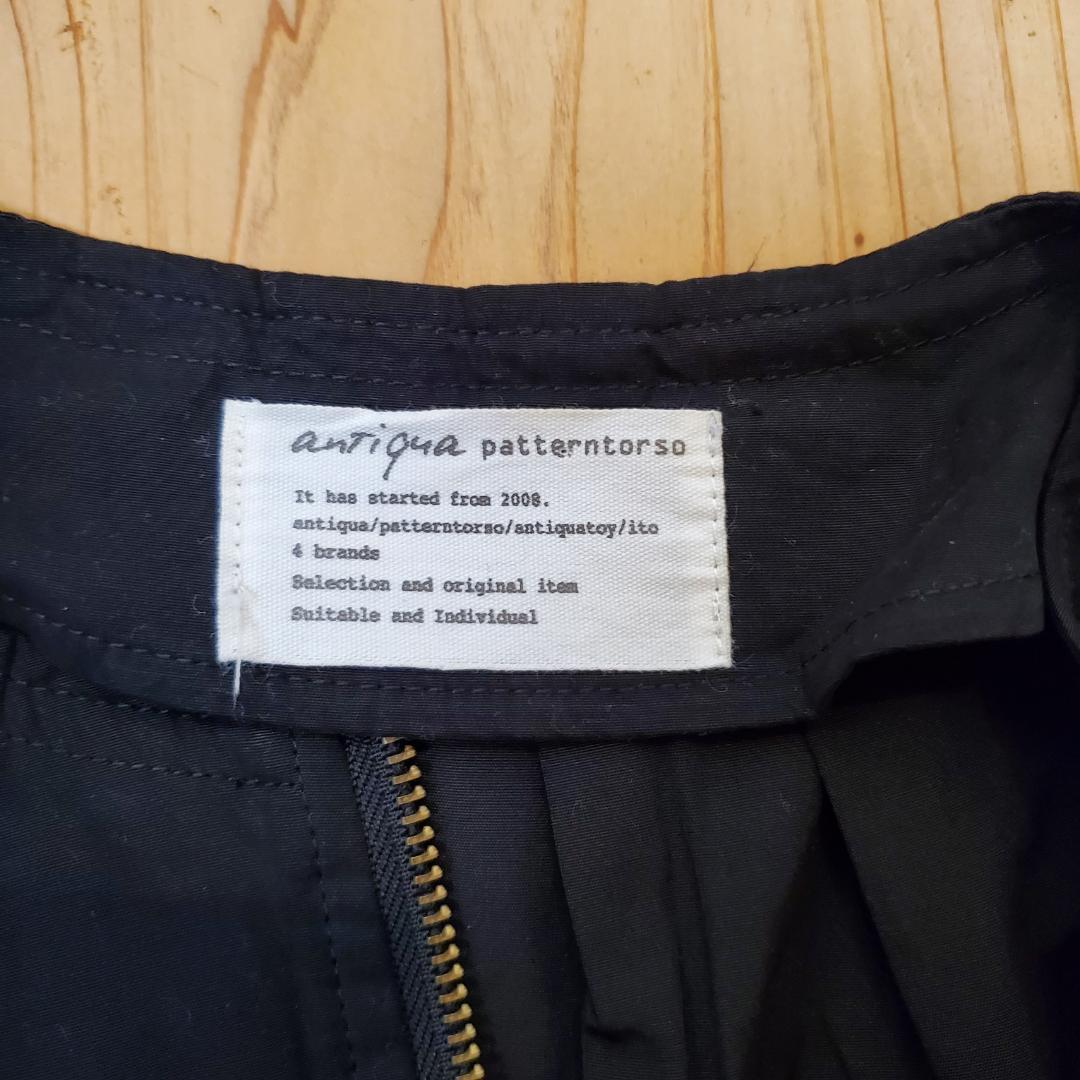 antiqua patterntorso
It has started from 2008.
antiqua/patterntorso/antiquatoy/ito
4 brands
Selection and original item
Suitable and Individual